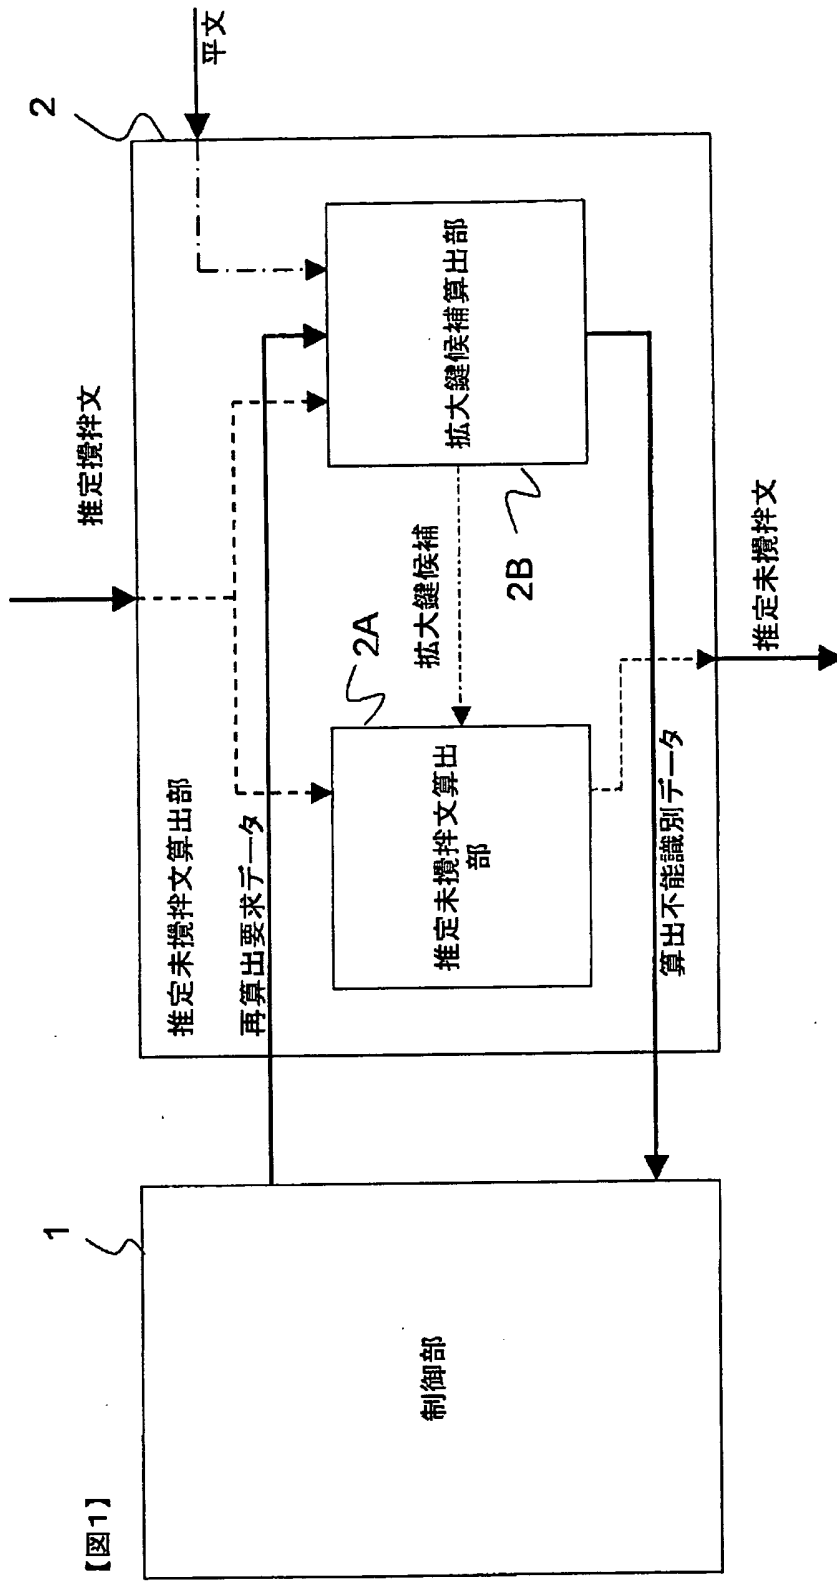 【図1】
1
制御部
2
推定未攪拌文算出部
推定攪拌文
平文
再算出要求データ
2A
推定未攪拌文算出
部
拡大鍵候補
拡大鍵候補算出部
2B
算出不能識別データ
推定未攪拌文